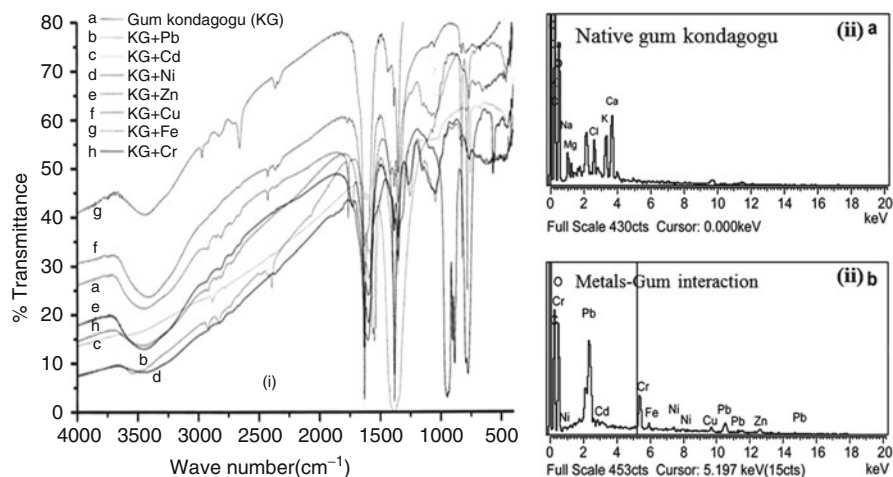 a Gum kondagogu (KG)
b KG+Pb
c KG+Cd
d KG+Ni
e KG+Zn
f KG+Cu
g KG+Fe
h KG+Cr
80
70
60
50
40
30
20
10
0
% Transmittance
g
f
a
e
h
c
b
d
(i)
4000 3500 3000 2500 2000 1500 1000 500
Wave number(cm⁻¹)
Native gum kondagogu
(ii) a
Na
Mg
Cl
K
Ca
0 2 4 6 8 10 12 14 16 18 20
Full Scale 430cts Cursor: 0.000keV
keV
Metals-Gum interaction
(ii) b
O
Cr
Pb
Ni
Cd
Cr
Fe
Ni
Ni
Cu
Pb
Pb
Zn
Pb
0 2 4 6 8 10 12 14 16 18 20
Full Scale 453cts Cursor: 5.197 keV(15cts)
keV